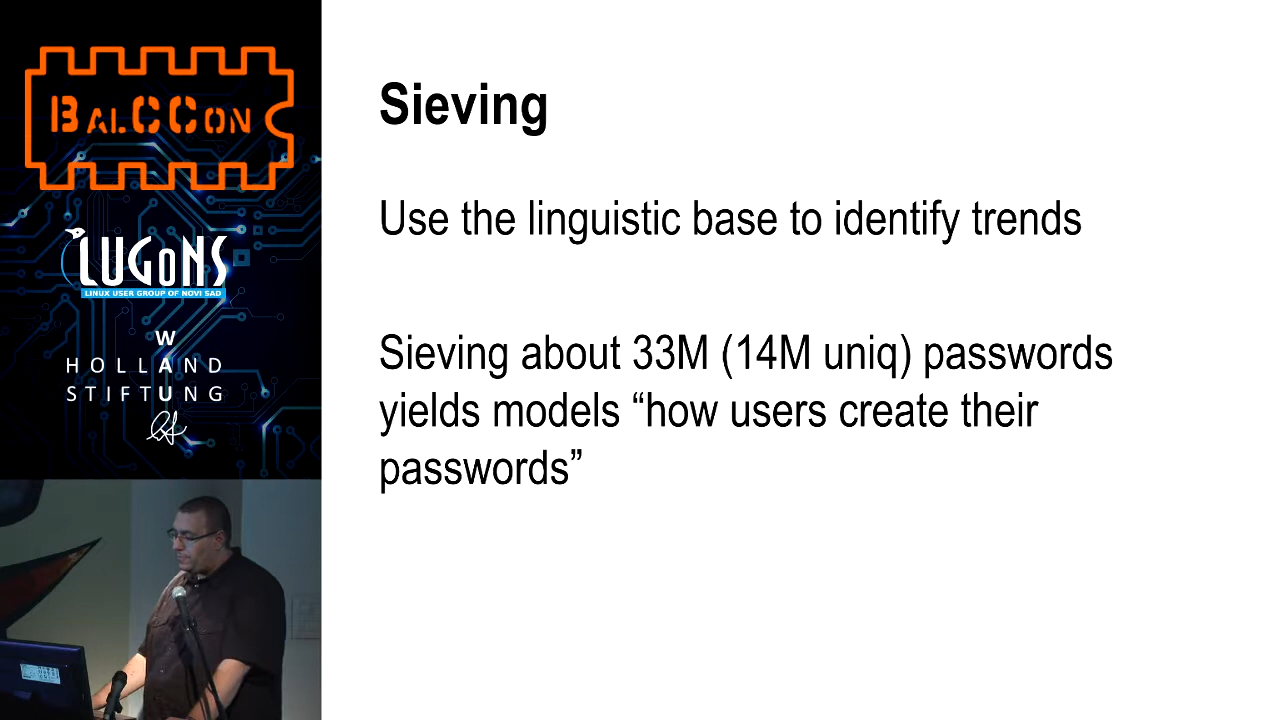 BALCCON
LUGONS
LINUX USER GROUP OF NOVI SAD
W
HOLLAND
STIFTUNG
Sieving
Use the linguistic base to identify trends
Sieving about 33M (14M uniq) passwords
yields models “how users create their
passwords”